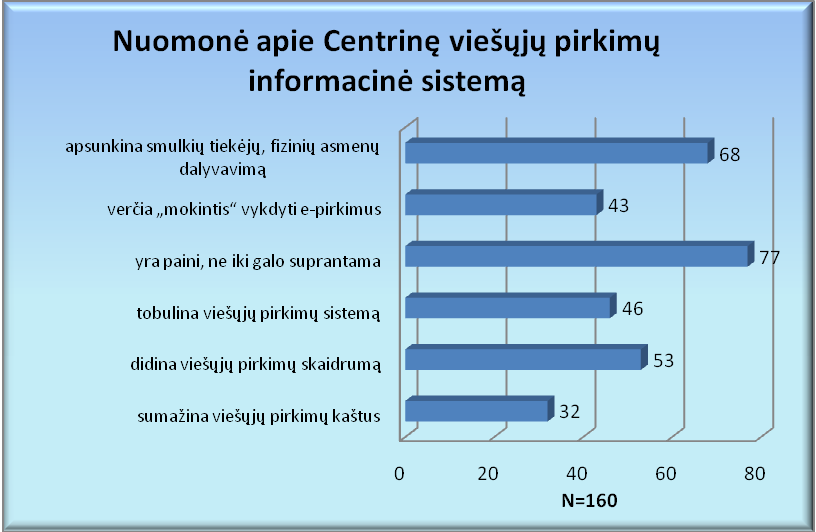 Nuomonė apie Centrinę viešųjų pirkimų
informacinė sistemą
apsunkina smulkių tiekėjų, fizinių asmenų
dalyvavimą
68
verčia „mokintis“ vykdyti e-pirkimus
43
yra paini, ne iki galo suprantama
77
tobulina viešųjų pirkimų sistemą
46
didina viešųjų pirkimų skaidrumą
53
sumažina viešųjų pirkimų kaštus
32
0 20 40 60 80
N=160